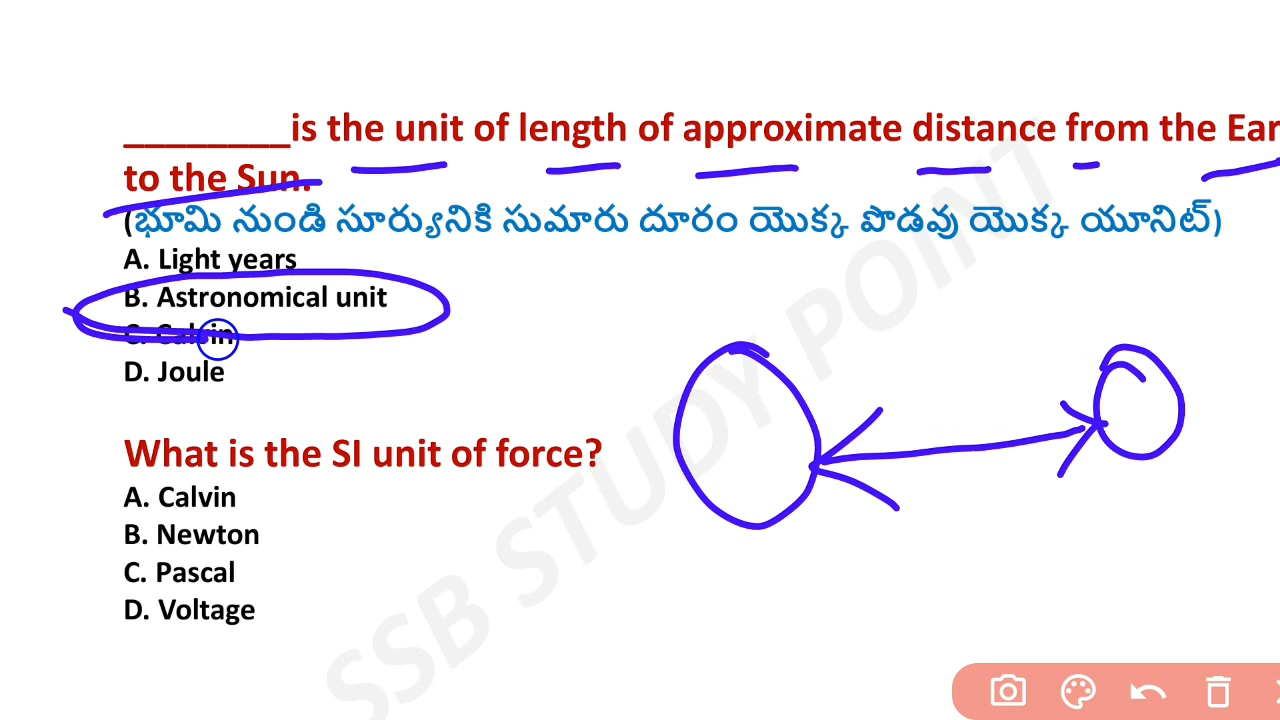 ________is the unit of length of approximate distance from the Ear
to the Sun.
(భూమి నుండి సూర్యునికి సుమారు దూరం యొక్క పొడవు యొక్క యూనిట్)
A. Light years
B. Astronomical unit
C. Calvin
D. Joule
What is the SI unit of force?
A. Calvin
B. Newton
C. Pascal
D. Voltage
SSB STUDY POINT